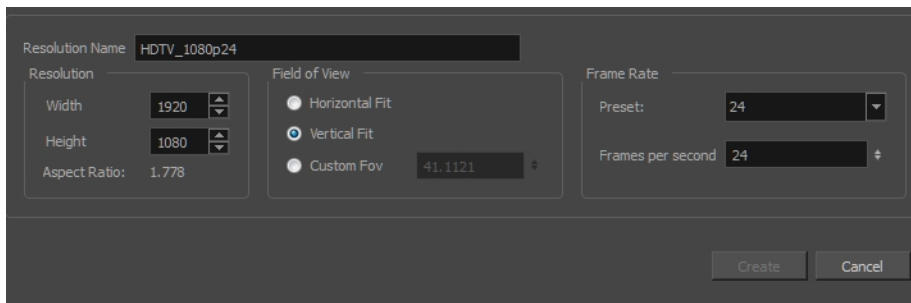 Resolution Name HDTV_1080p24
Resolution
Width 1920
Height 1080
Aspect Ratio: 1.778
Field of View
Horizontal Fit
Vertical Fit
Custom Fov 41.1121
Frame Rate
Preset: 24
Frames per second 24
Create Cancel